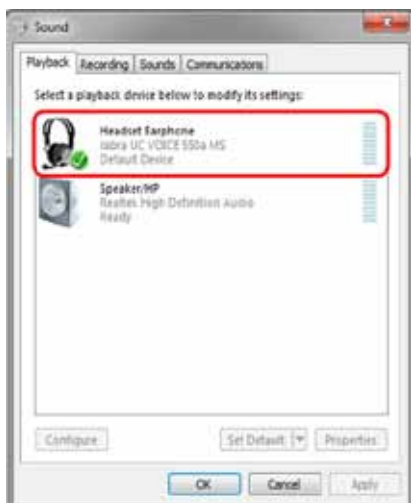 Sound
Playback Recording Sounds Communications
Select a playback device below to modify its settings:
Headset Earphone
Jabra UC VOICE 550a MS
Default Device
Speaker/HP
Realtek High Definition Audio
Ready
Configure Set Default Properties
OK Cancel Apply